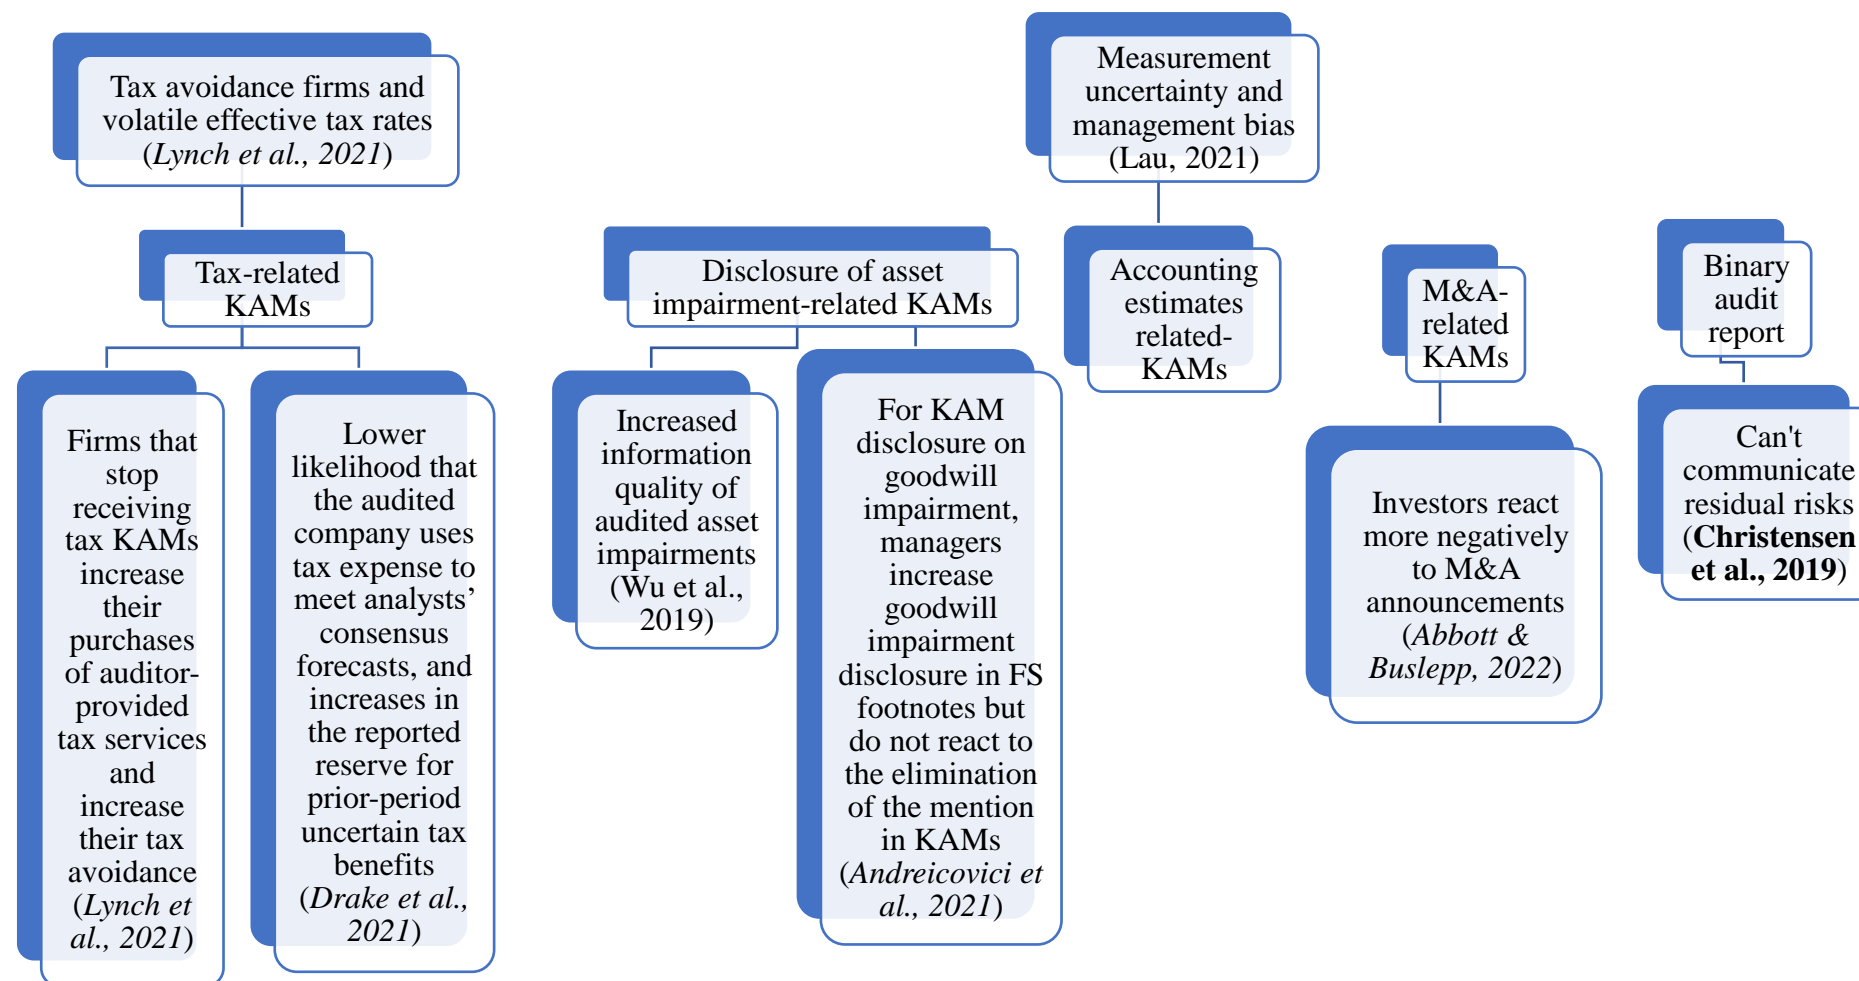 Tax avoidance firms and
volatile effective tax rates
(Lynch et al., 2021)
Tax-related
KAMs
Firms that
stop
receiving
tax KAMs
increase
their
purchases
of auditor-
provided
tax services
and
increase
their tax
avoidance
(Lynch et
al., 2021)
Lower
likelihood that
the audited
company uses
tax expense to
meet analysts’
consensus
forecasts, and
increases in
the reported
reserve for
prior-period
uncertain tax
benefits
(Drake et al.,
2021)
Disclosure of asset
impairment-related KAMs
Increased
information
quality of
audited asset
impairments
(Wu et al.,
2019)
For KAM
disclosure on
goodwill
impairment,
managers
increase
goodwill
impairment
disclosure in FS
footnotes but
do not react to
the elimination
of the mention
in KAMs
(Andreicovici et
al., 2021)
Measurement
uncertainty and
management bias
(Lau, 2021)
Accounting
estimates
related-
KAMs
M&A-
related
KAMs
Investors react
more negatively
to M&A
announcements
(Abbott &
Buslepp, 2022)
Binary
audit
report
Can't
communicate
residual risks
(Christensen
et al., 2019)